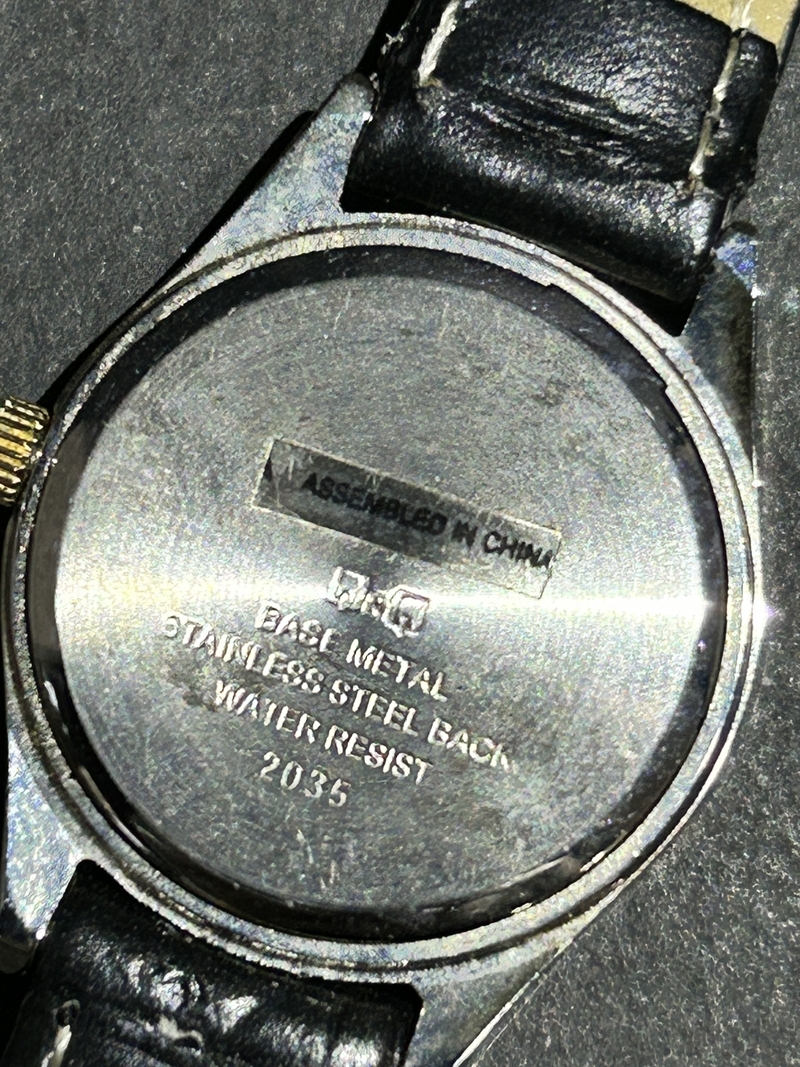 ASSEMBLED IN CHINA
Q&Q
BASE METAL
STAINLESS STEEL BACK
WATER RESIST
2035